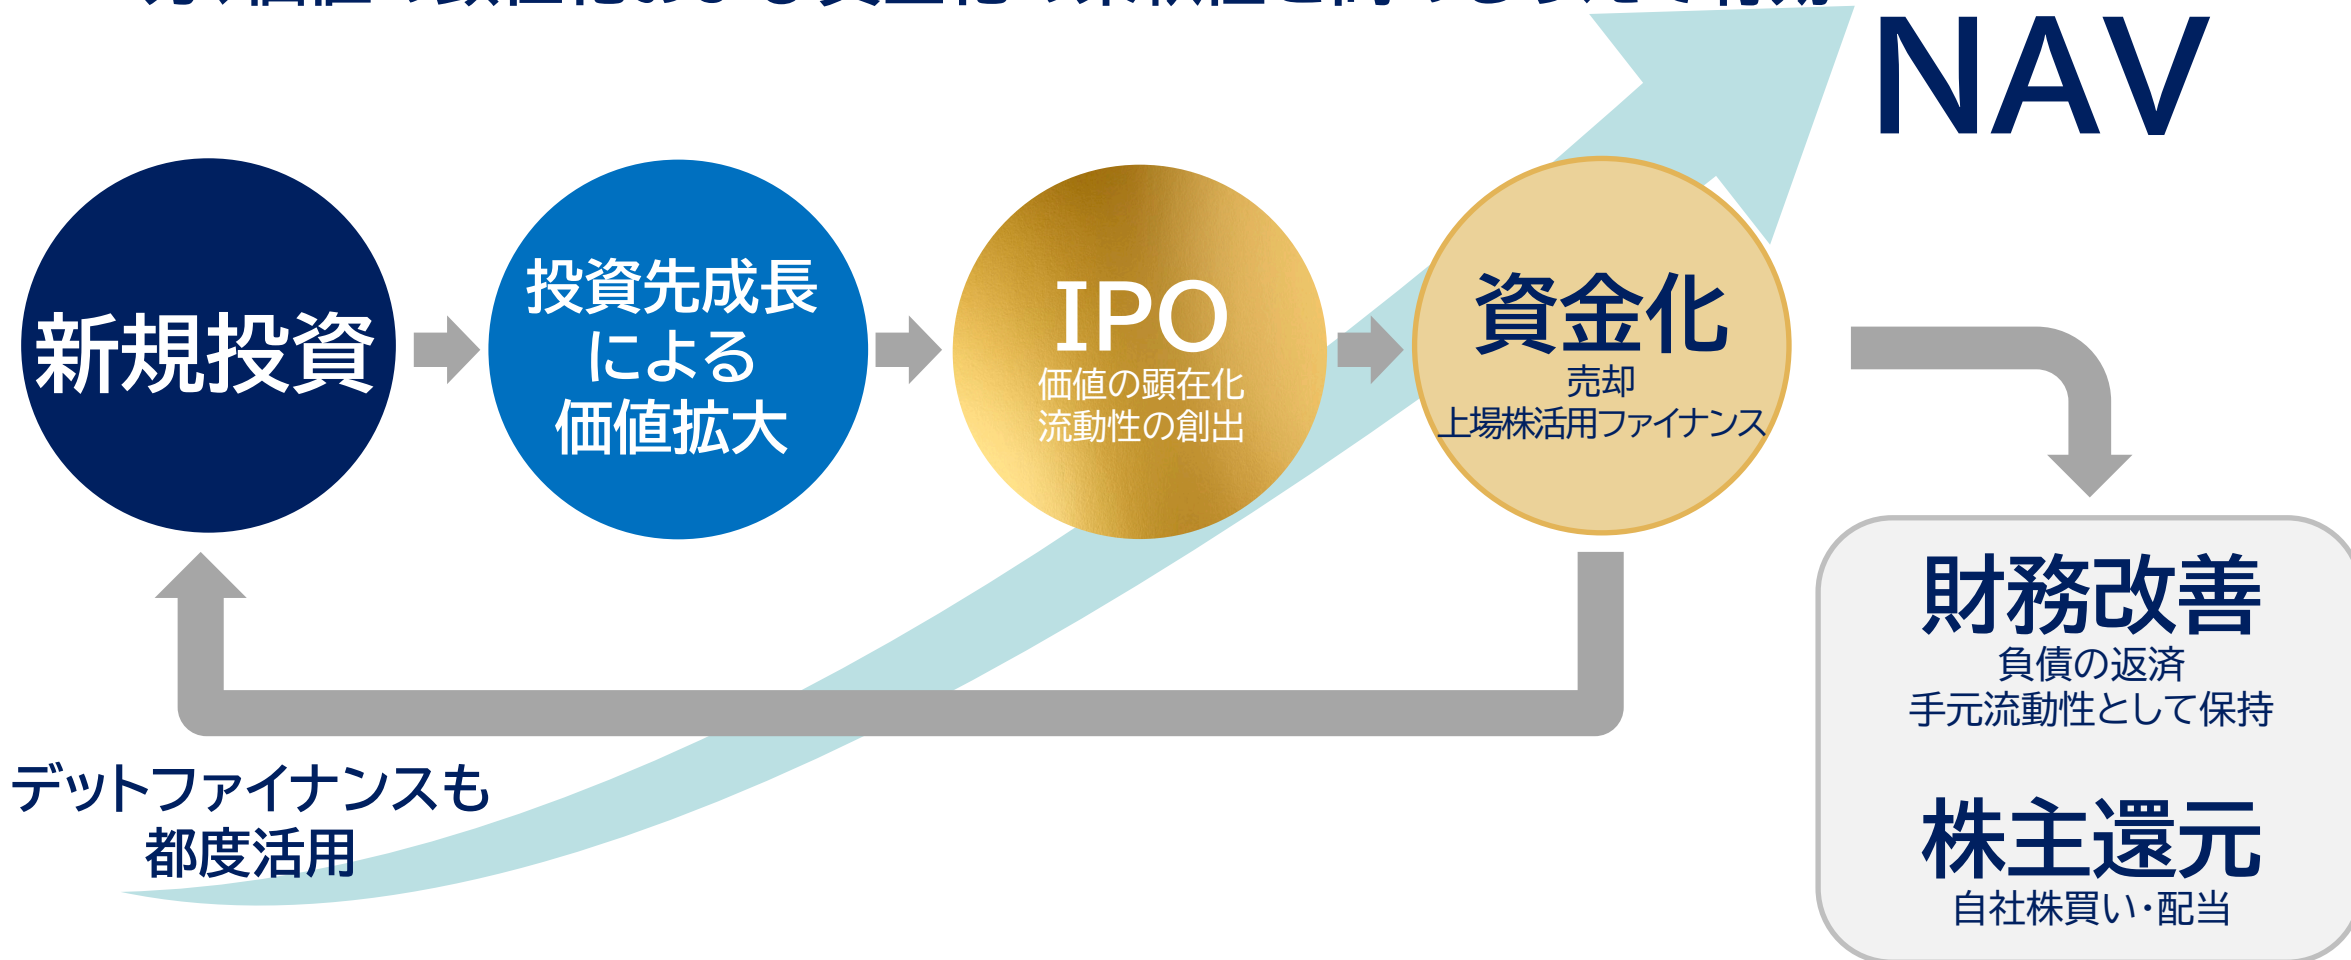 NAV
新規投資
投資先成長
による
価値拡大
IPO
価値の顕在化
流動性の創出
資金化
売却
上場株活用ファイナンス
財務改善
負債の返済
手元流動性として保持
株主還元
自社株買い・配当
デットファイナンスも
都度活用